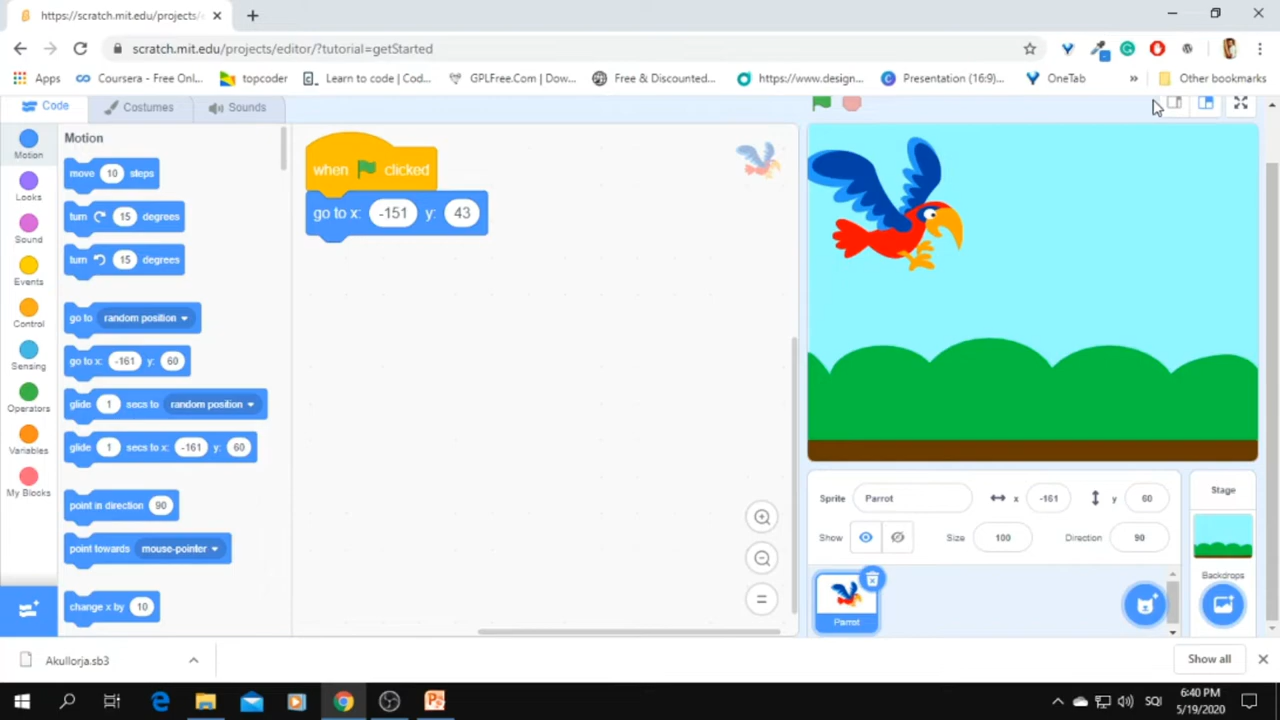 https://scratch.mit.edu/projects/
scratch.mit.edu/projects/editor/?tutorial=getStarted
Apps
Coursera - Free Onl...
topcoder
Learn to code | Cod...
GPLFree.Com | Dow...
Free & Discounted...
https://www.design...
Presentation (16:9)...
OneTab
»
Other bookmarks
Code
Costumes
Sounds
Motion
Looks
Sound
Events
Control
Sensing
Operators
Variables
My Blocks
Motion
move 10 steps
turn 15 degrees
turn 15 degrees
go to random position
go to x: -161 y: 60
glide 1 secs to random position
glide 1 secs to x: -161 y: 60
point in direction 90
point towards mouse-pointer
change x by 10
when clicked
go to x: -151 y: 43
Sprite Parrot x -161 y 60
Show Size 100 Direction 90
Parrot
Stage
Backdrops
Akullorja.sb3
Show all
SQI
6:40 PM
5/19/2020